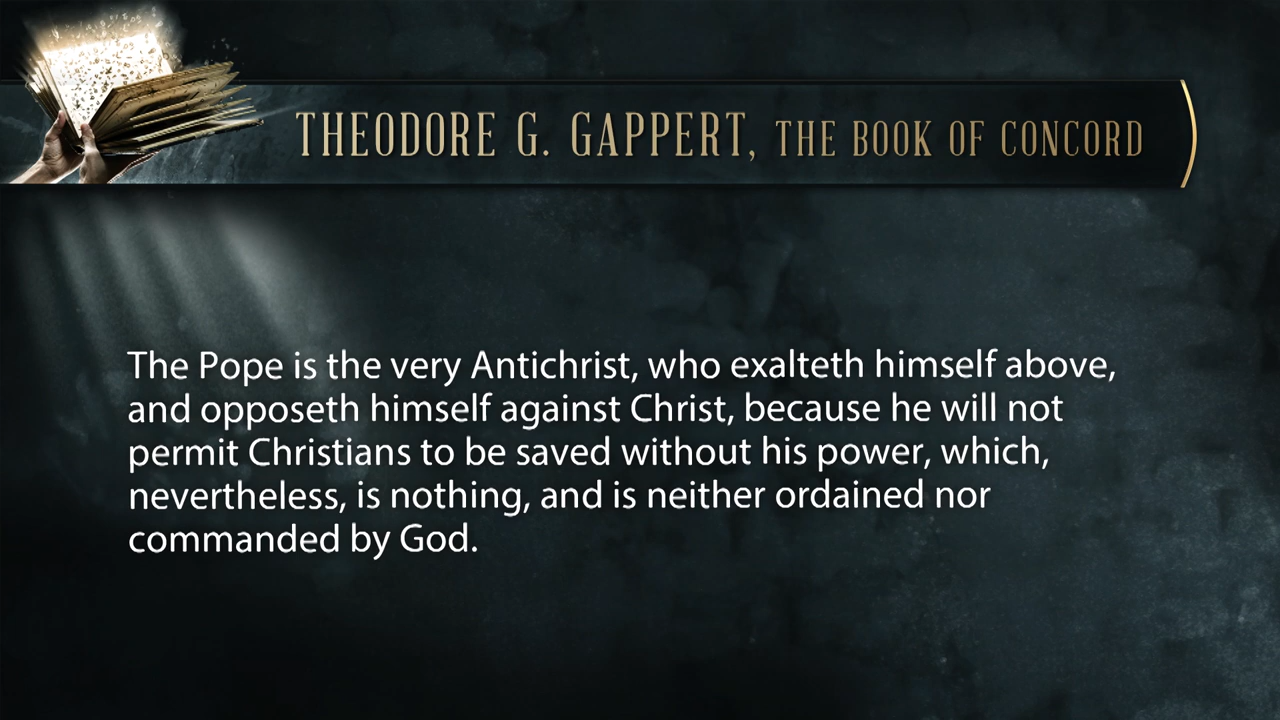 THEODORE G. GAPPERT, THE BOOK OF CONCORD
The Pope is the very Antichrist, who exalteth himself above,
and opposeth himself against Christ, because he will not
permit Christians to be saved without his power, which,
nevertheless, is nothing, and is neither ordained nor
commanded by God.